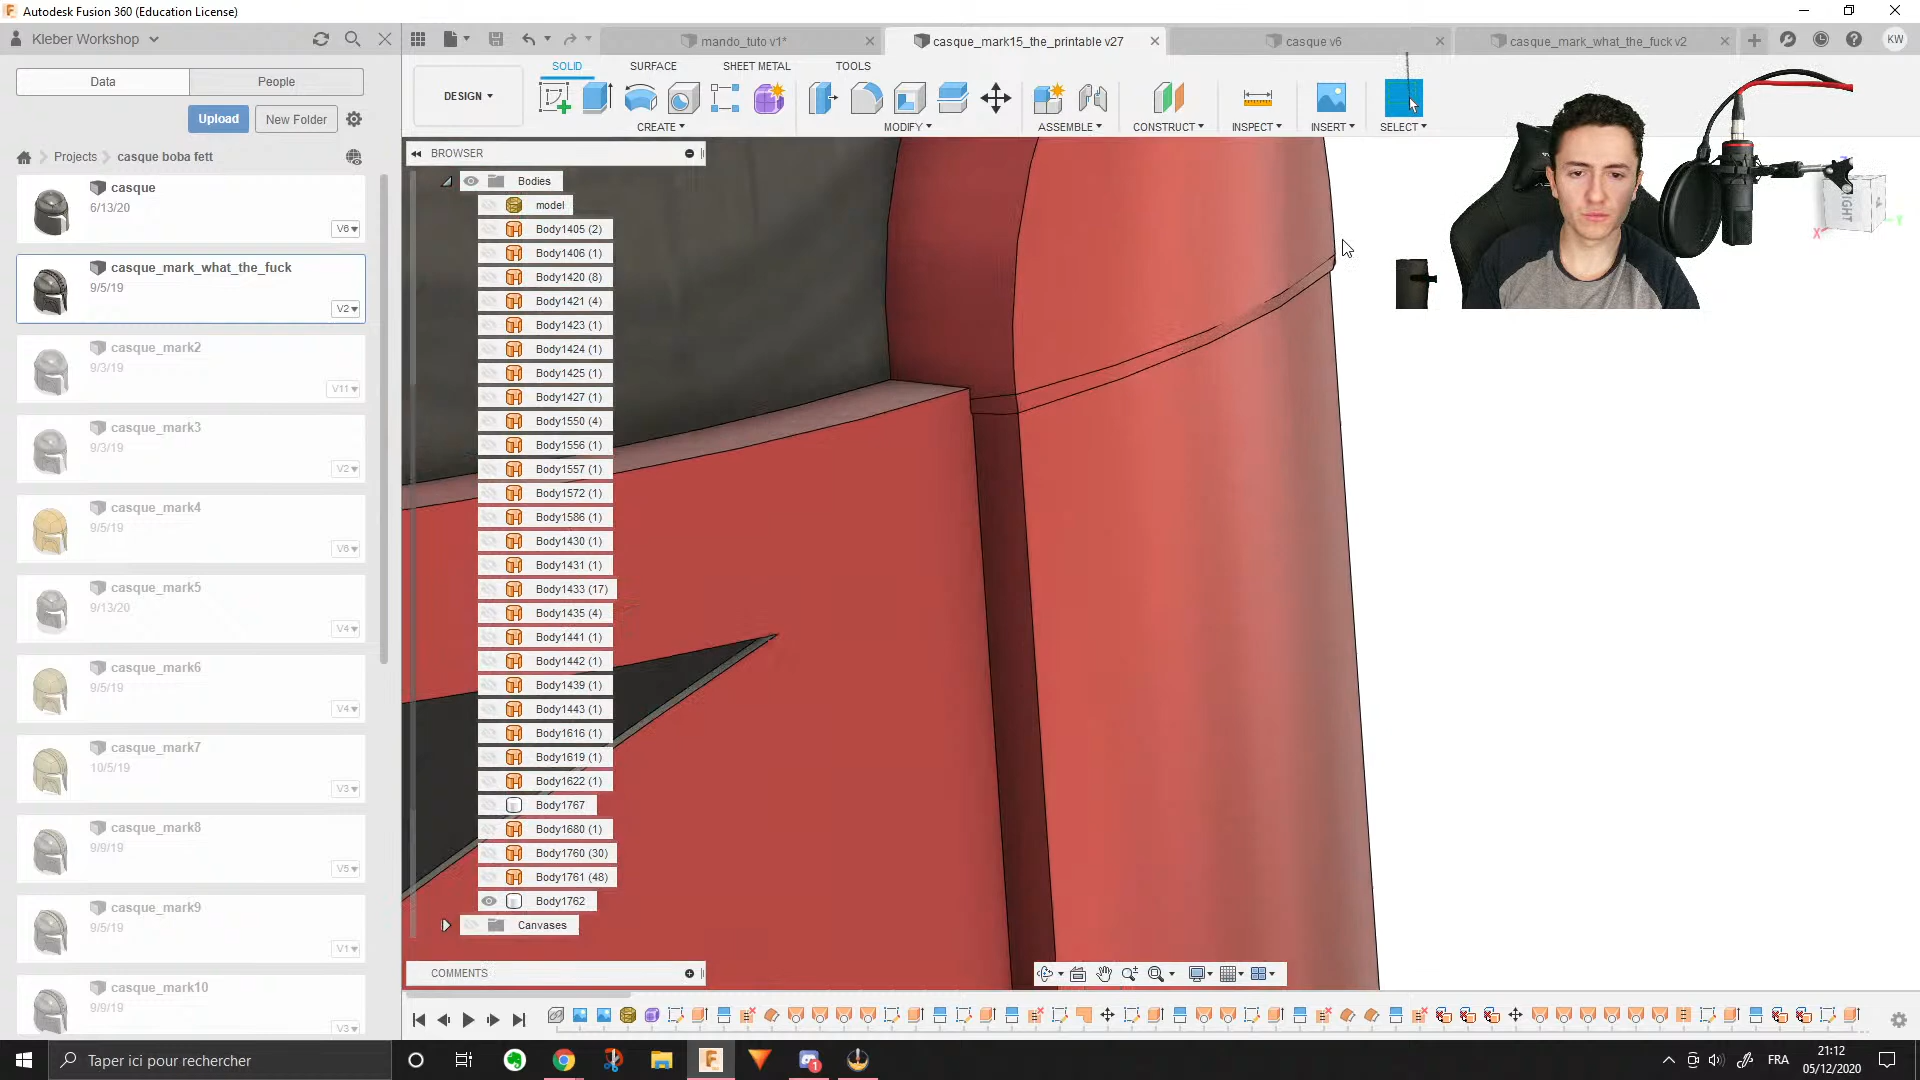 Autodesk Fusion 360 (Education License)
Kleber Workshop
mando_tuto v1*
casque_mark15_the_printable v27
casque v6
casque_mark_what_the_fuck v2
KW
Data
People
Upload
New Folder
Projects
casque boba fett
casque
6/13/20
V6
casque_mark_what_the_fuck
9/5/19
V2
casque_mark2
9/3/19
V11
casque_mark3
9/3/19
V2
casque_mark4
9/5/19
V6
casque_mark5
9/13/20
V4
casque_mark6
9/5/19
V4
casque_mark7
10/5/19
V3
casque_mark8
9/9/19
V5
casque_mark9
9/5/19
V1
casque_mark10
9/9/19
V3
DESIGN
SOLID
SURFACE
SHEET METAL
TOOLS
CREATE
MODIFY
ASSEMBLE
CONSTRUCT
INSPECT
INSERT
SELECT
BROWSER
Bodies
model
Body1405 (2)
Body1406 (1)
Body1420 (8)
Body1421 (4)
Body1423 (1)
Body1424 (1)
Body1425 (1)
Body1427 (1)
Body1550 (4)
Body1556 (1)
Body1557 (1)
Body1572 (1)
Body1586 (1)
Body1430 (1)
Body1431 (1)
Body1433 (17)
Body1435 (4)
Body1441 (1)
Body1442 (1)
Body1439 (1)
Body1443 (1)
Body1616 (1)
Body1619 (1)
Body1622 (1)
Body1767
Body1680 (1)
Body1760 (30)
Body1761 (48)
Body1762
Canvases
COMMENTS
RIGHT
X
Y
Taper ici pour rechercher
FRA
21:12
05/12/2020